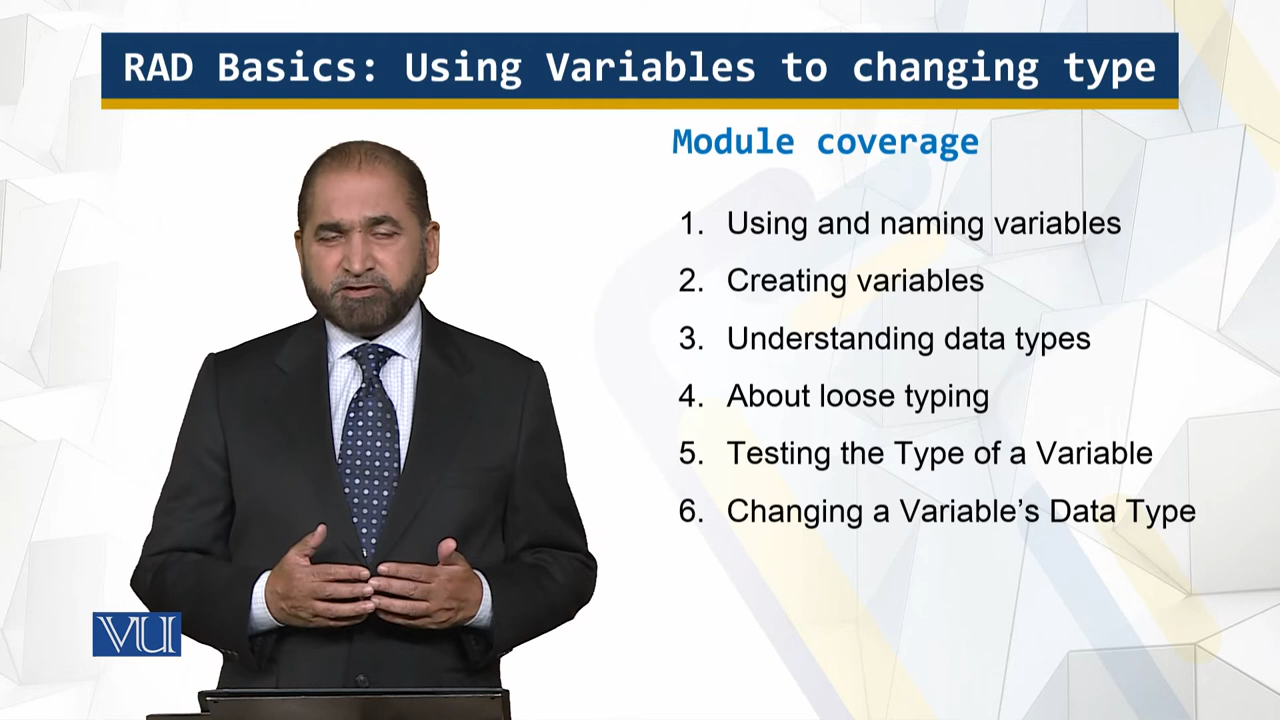 RAD Basics: Using Variables to changing type
Module coverage
1. Using and naming variables
2. Creating variables
3. Understanding data types
4. About loose typing
5. Testing the Type of a Variable
6. Changing a Variable's Data Type
VU